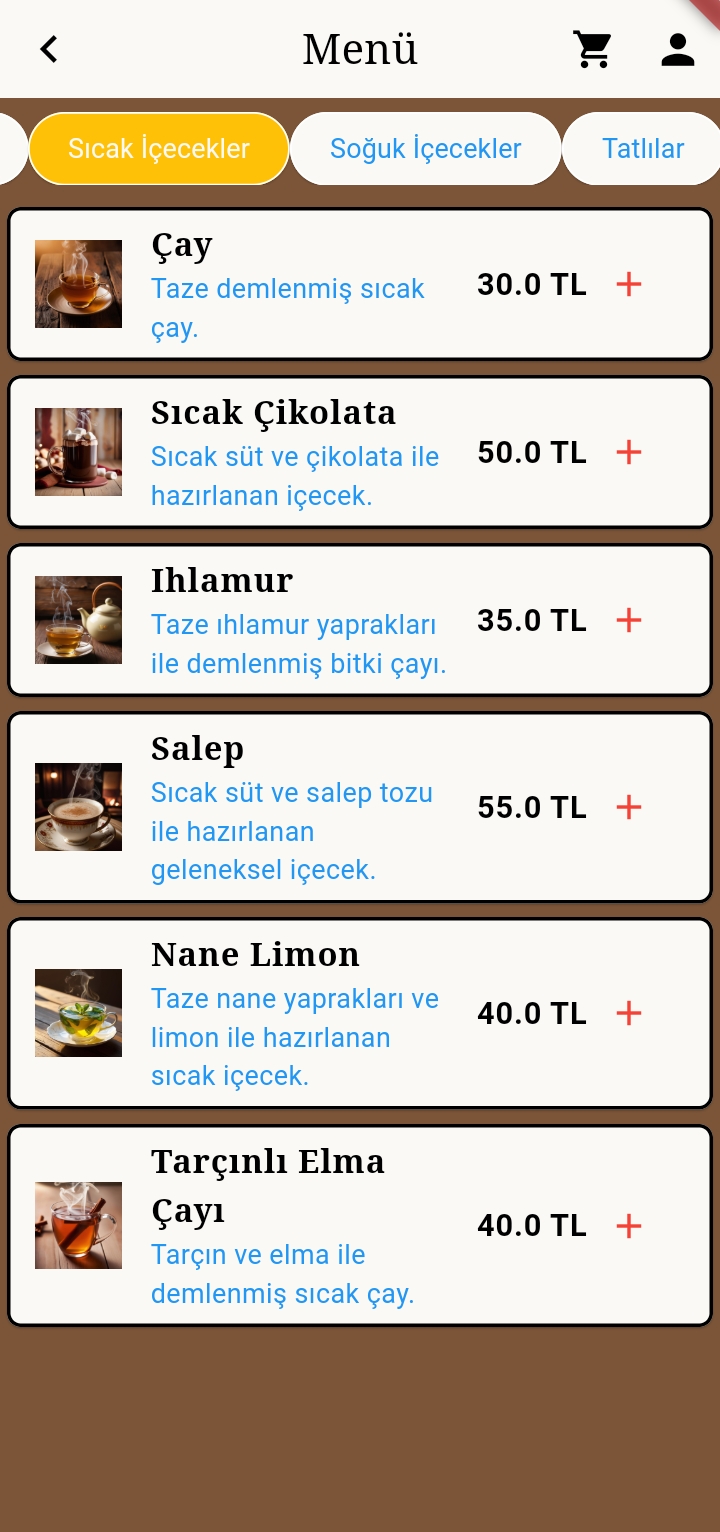 Menü
Sıcak İçecekler
Soğuk İçecekler
Tatlılar
Çay
Taze demlenmiş sıcak
çay.
30.0 TL
Sıcak Çikolata
Sıcak süt ve çikolata ile
hazırlanan içecek.
50.0 TL
Ihlamur
Taze ıhlamur yaprakları
ile demlenmiş bitki çayı.
35.0 TL
Salep
Sıcak süt ve salep tozu
ile hazırlanan
geleneksel içecek.
55.0 TL
Nane Limon
Taze nane yaprakları ve
limon ile hazırlanan
sıcak içecek.
40.0 TL
Tarçınlı Elma
Çayı
Tarçın ve elma ile
demlenmiş sıcak çay.
40.0 TL